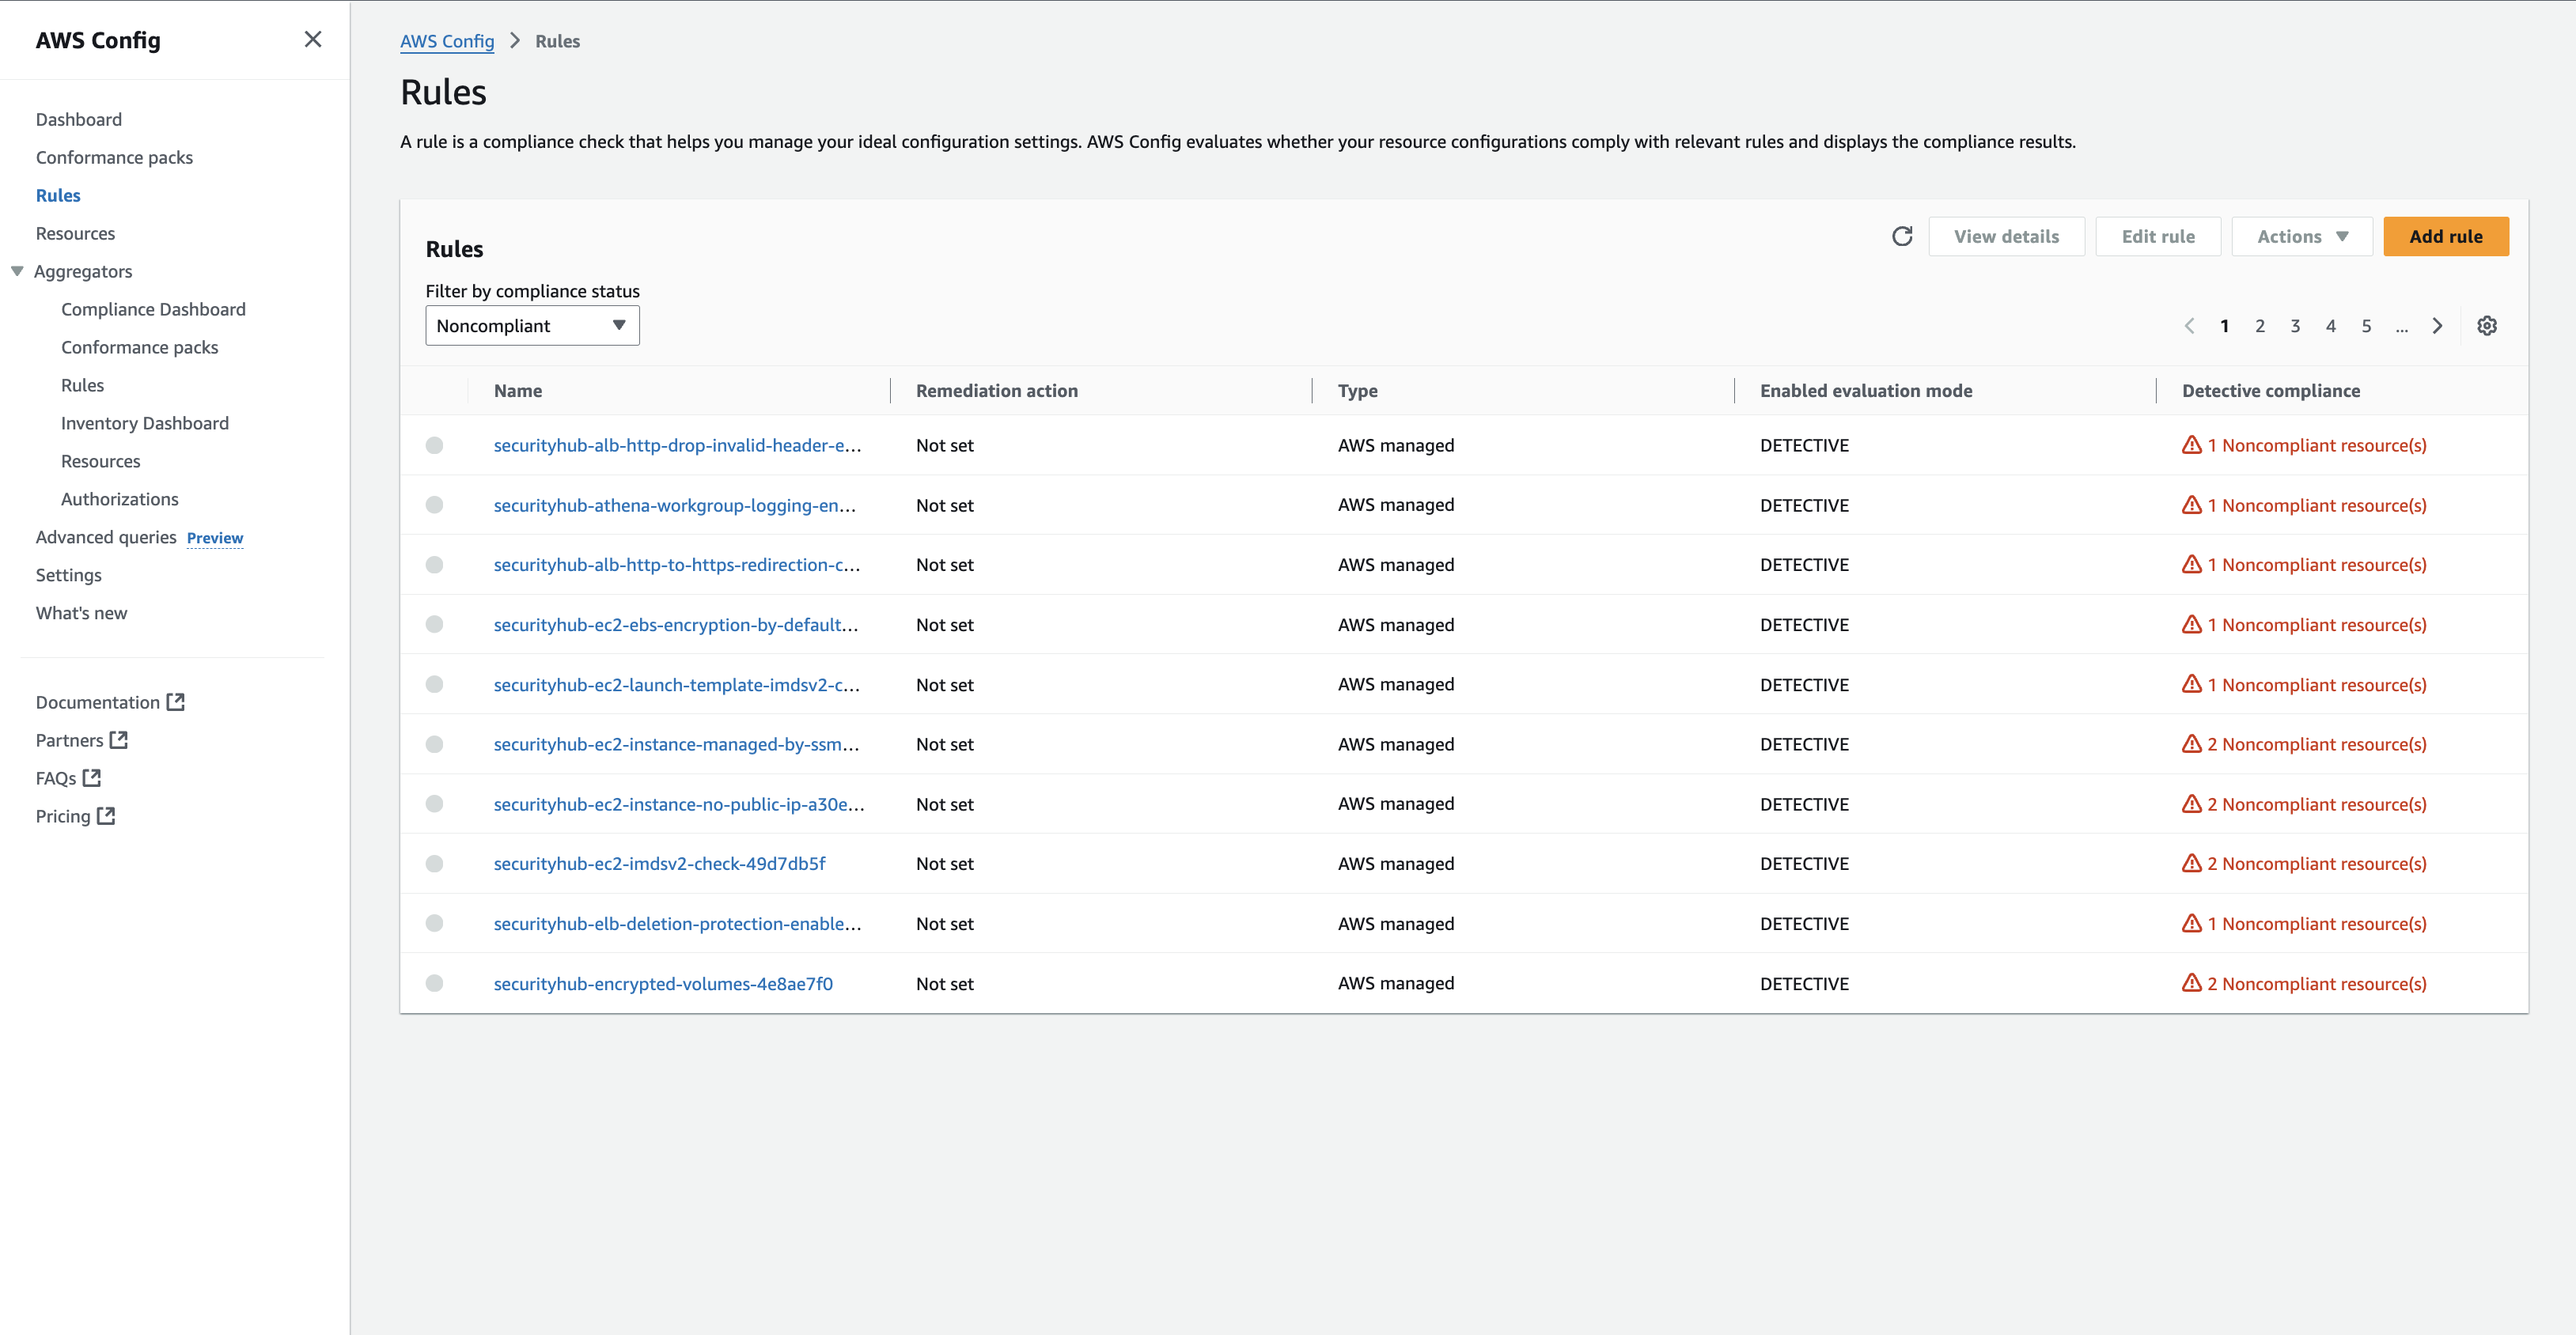 AWS Config
Dashboard
Conformance packs
Rules
Resources
Aggregators
Compliance Dashboard
Conformance packs
Rules
Inventory Dashboard
Resources
Authorizations
Advanced queries Preview
Settings
What's new
Documentation
Partners
FAQs
Pricing
AWS Config > Rules
Rules
A rule is a compliance check that helps you manage your ideal configuration settings. AWS Config evaluates whether your resource configurations comply with relevant rules and displays the compliance results.
Rules View details Edit rule Actions Add rule
Filter by compliance status
Noncompliant 1 2 3 4 5 ...
Name Remediation action Type Enabled evaluation mode Detective compliance
securityhub-alb-http-drop-invalid-header-e... Not set AWS managed DETECTIVE 1 Noncompliant resource(s)
securityhub-athena-workgroup-logging-en... Not set AWS managed DETECTIVE 1 Noncompliant resource(s)
securityhub-alb-http-to-https-redirection-c... Not set AWS managed DETECTIVE 1 Noncompliant resource(s)
securityhub-ec2-ebs-encryption-by-default... Not set AWS managed DETECTIVE 1 Noncompliant resource(s)
securityhub-ec2-launch-template-imdsv2-c... Not set AWS managed DETECTIVE 1 Noncompliant resource(s)
securityhub-ec2-instance-managed-by-ssm... Not set AWS managed DETECTIVE 2 Noncompliant resource(s)
securityhub-ec2-instance-no-public-ip-a30e... Not set AWS managed DETECTIVE 2 Noncompliant resource(s)
securityhub-ec2-imdsv2-check-49d7db5f Not set AWS managed DETECTIVE 2 Noncompliant resource(s)
securityhub-elb-deletion-protection-enable... Not set AWS managed DETECTIVE 1 Noncompliant resource(s)
securityhub-encrypted-volumes-4e8ae7f0 Not set AWS managed DETECTIVE 2 Noncompliant resource(s)